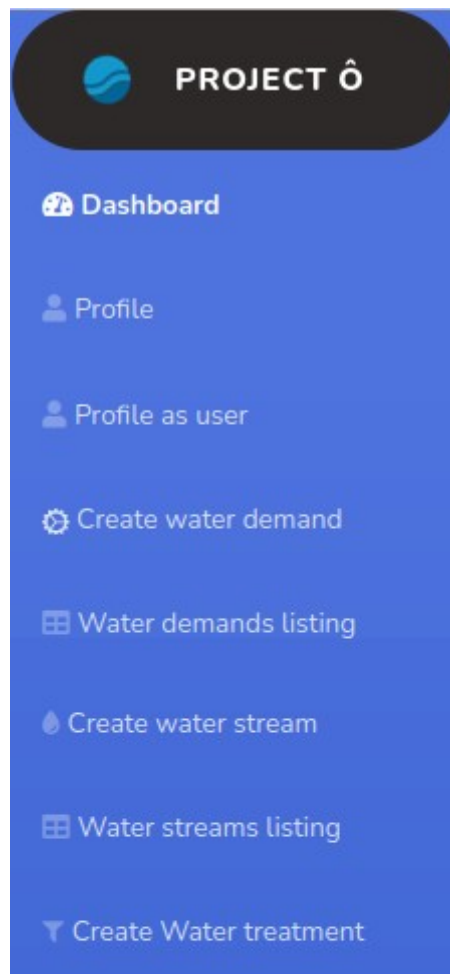 PROJECT Ô
Dashboard
Profile
Profile as user
Create water demand
Water demands listing
Create water stream
Water streams listing
Create Water treatment